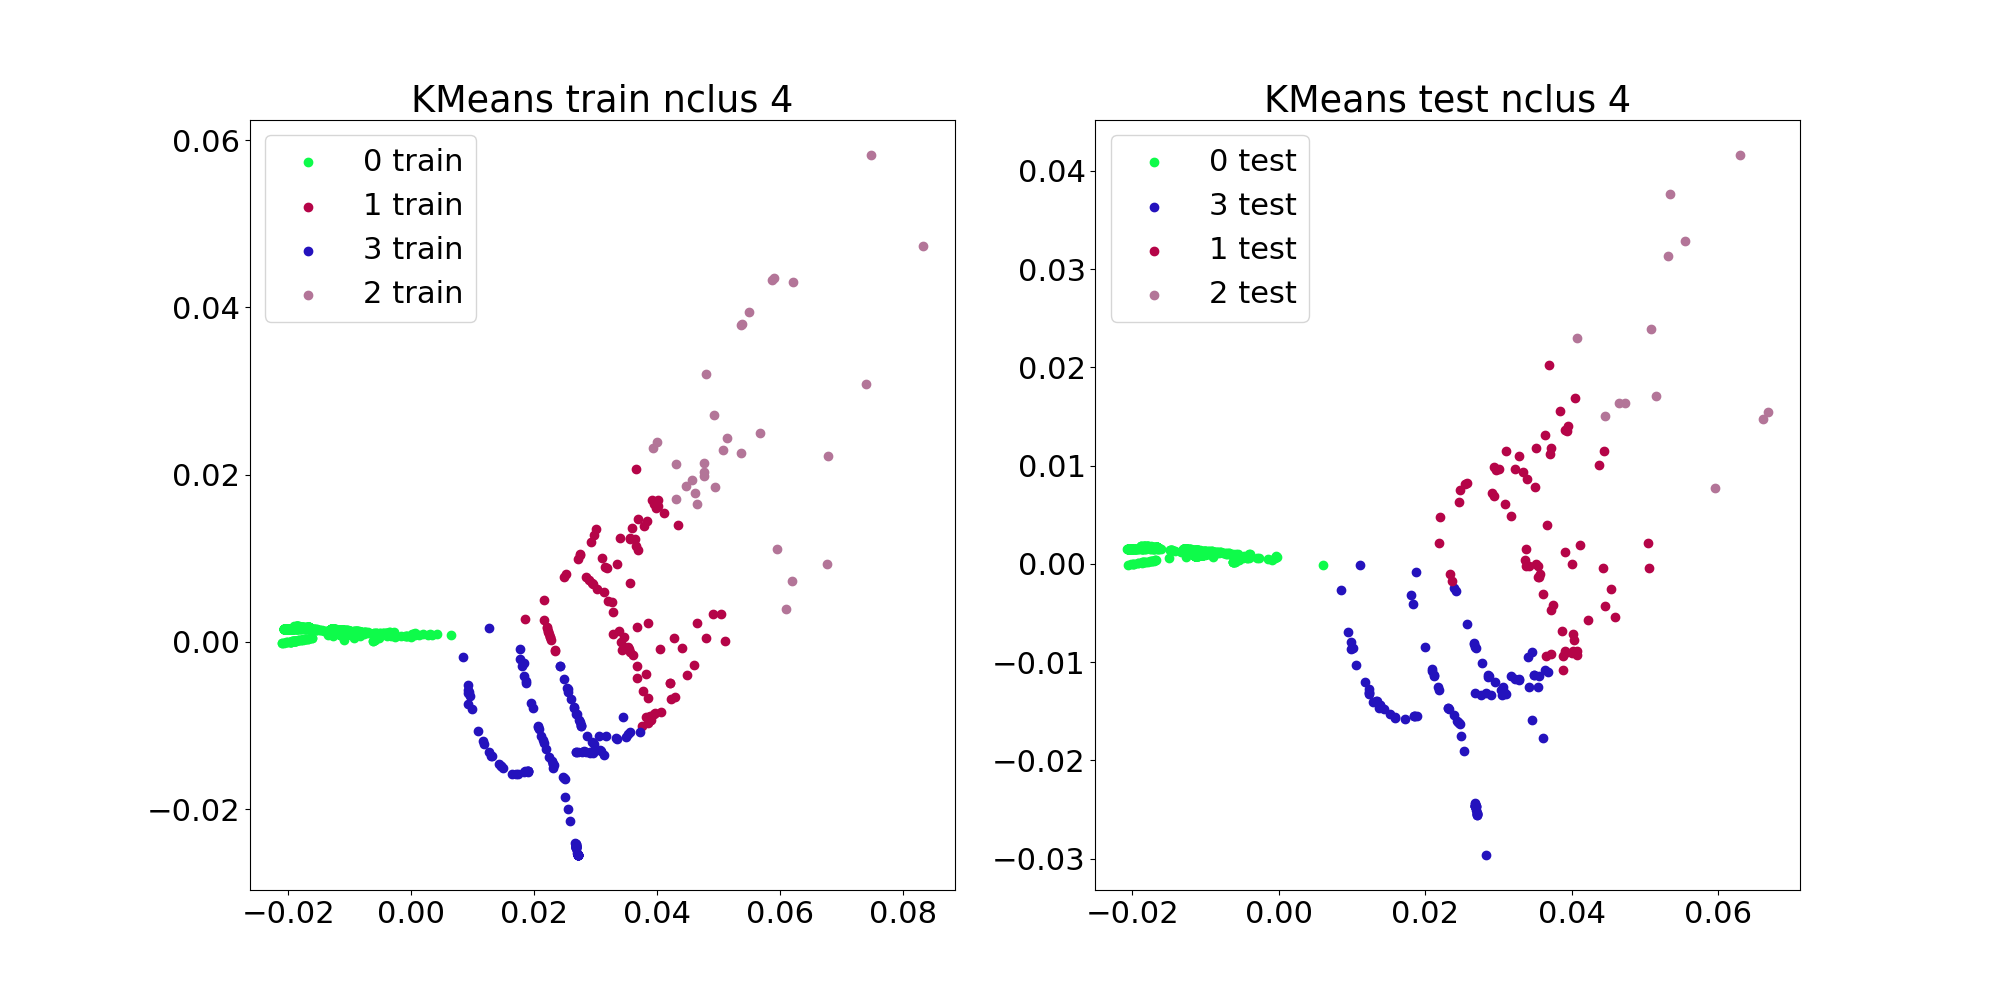 KMeans train nclus 4
0.06
0.04
0.02
0.00
−0.02
−0.02 0.00 0.02 0.04 0.06 0.08
0 train
1 train
3 train
2 train
KMeans test nclus 4
0.04
0.03
0.02
0.01
0.00
−0.01
−0.02
−0.03
−0.02 0.00 0.02 0.04 0.06
0 test
3 test
1 test
2 test